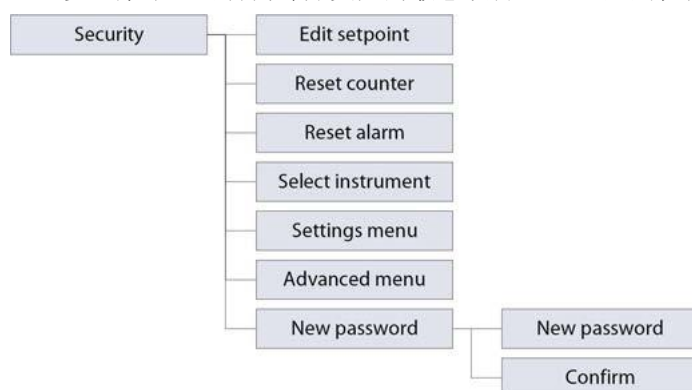 Security
Edit setpoint
Reset counter
Reset alarm
Select instrument
Settings menu
Advanced menu
New password
New password
Confirm